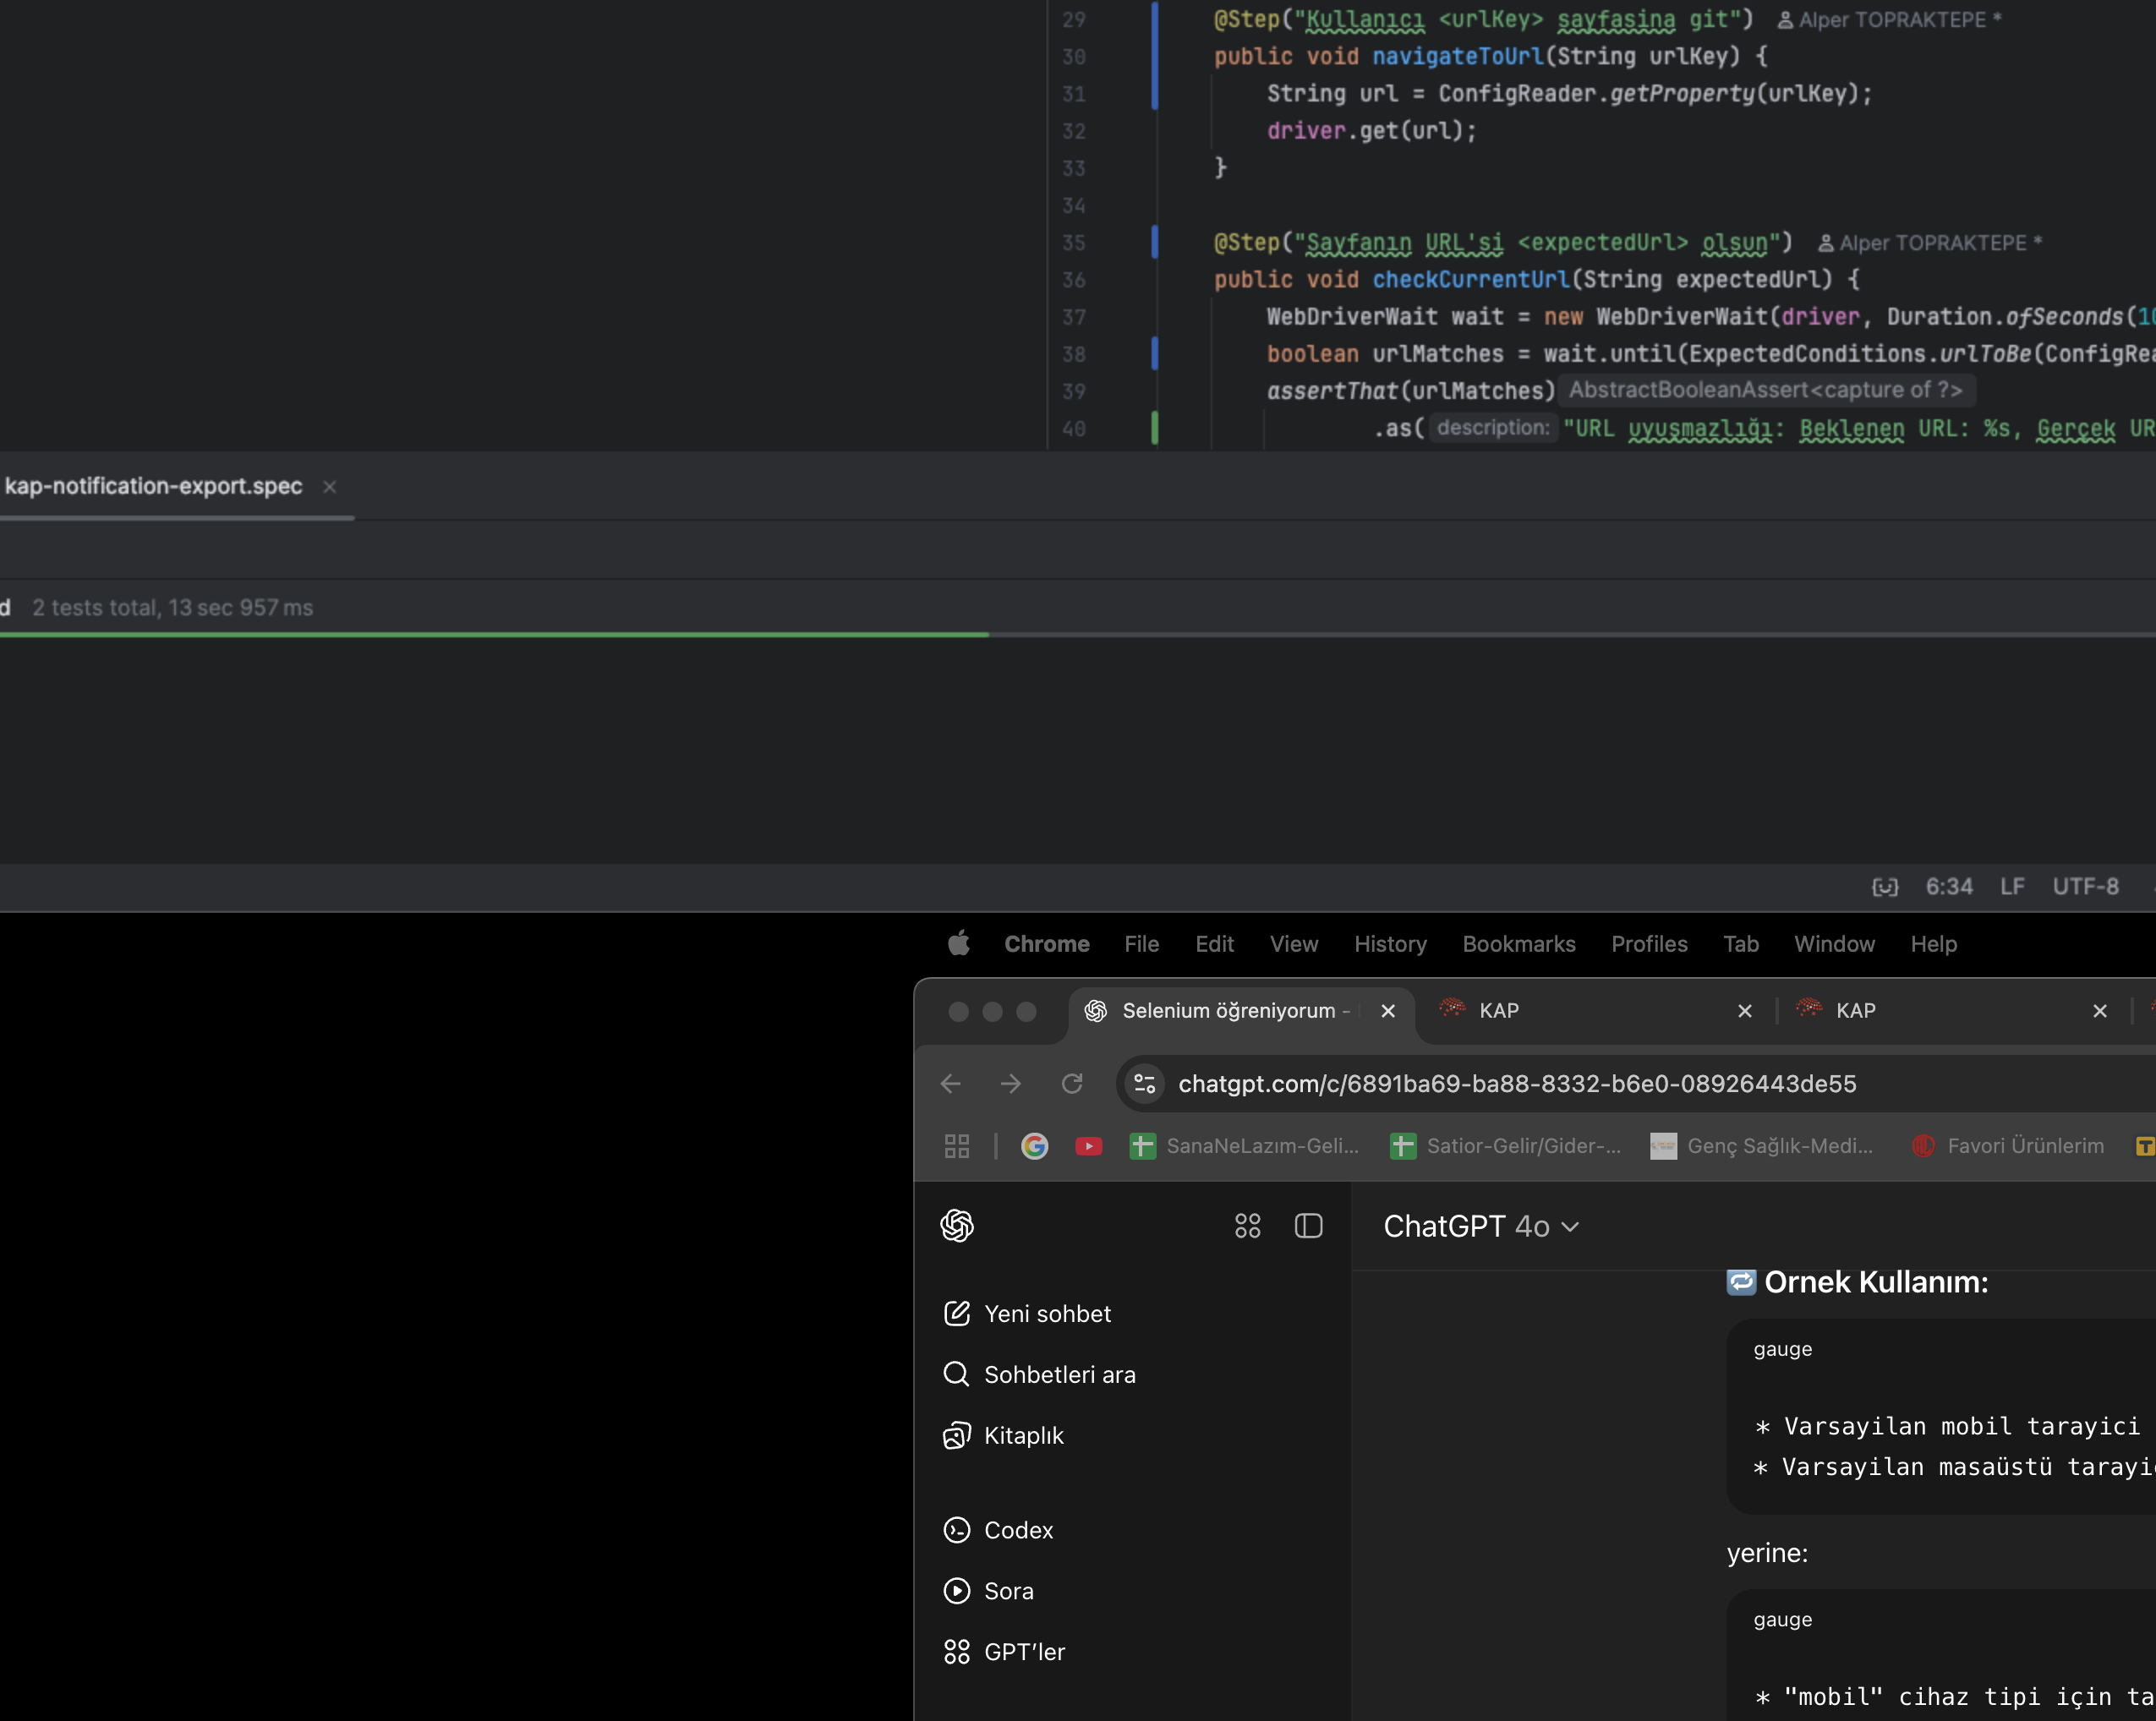 29 @Step("Kullanıcı <urlKey> sayfasina git") Alper TOPRAKTEPE *
30 public void navigateToUrl(String urlKey) {
31 String url = ConfigReader.getProperty(urlKey);
32 driver.get(url);
33 }
34
35 @Step("Sayfanın URL'si <expectedUrl> olsun") Alper TOPRAKTEPE *
36 public void checkCurrentUrl(String expectedUrl) {
37 WebDriverWait wait = new WebDriverWait(driver, Duration.ofSeconds(10
38 boolean urlMatches = wait.until(ExpectedConditions.urlToBe(ConfigRea
39 assertThat(urlMatches) AbstractBooleanAssert<capture of ?>
40 .as( description: "URL uyuşmazlığı: Beklenen URL: %s, Gerçek UR
kap-notification-export.spec
d 2 tests total, 13 sec 957 ms
6:34 LF UTF-8
Chrome File Edit View History Bookmarks Profiles Tab Window Help
Selenium öğreniyorum - KAP KAP
chatgpt.com/c/6891ba69-ba88-8332-b6e0-08926443de55
SanaNeLazım-Geli... Satior-Gelir/Gider-... Genç Sağlık-Medi... Favori Ürünlerim
ChatGPT 4o
Örnek Kullanım:
Yeni sohbet
gauge
Sohbetleri ara
* Varsayilan mobil tarayici
Kitaplık
* Varsayilan masaüstü tarayi
Codex
yerine:
Sora
gauge
GPT'ler
* "mobil" cihaz tipi için ta